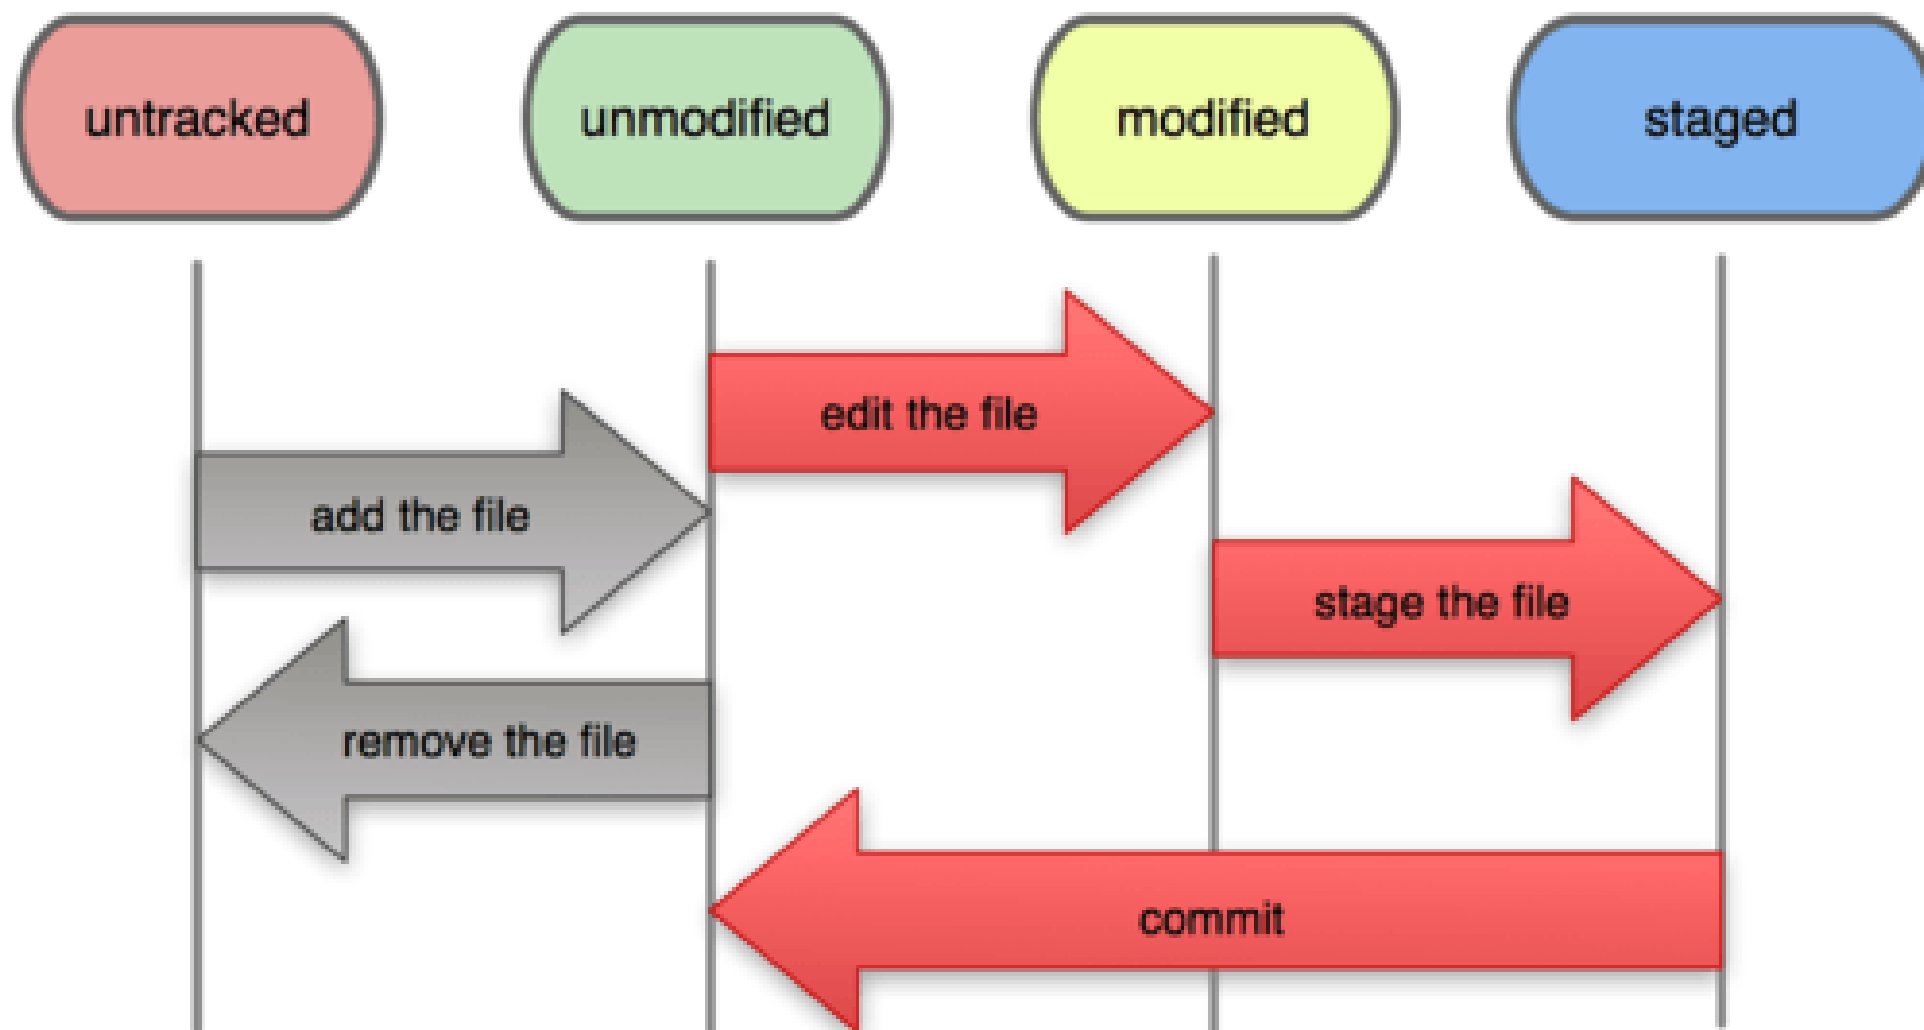 untracked
unmodified
modified
staged
edit the file
add the file
stage the file
remove the file
commit